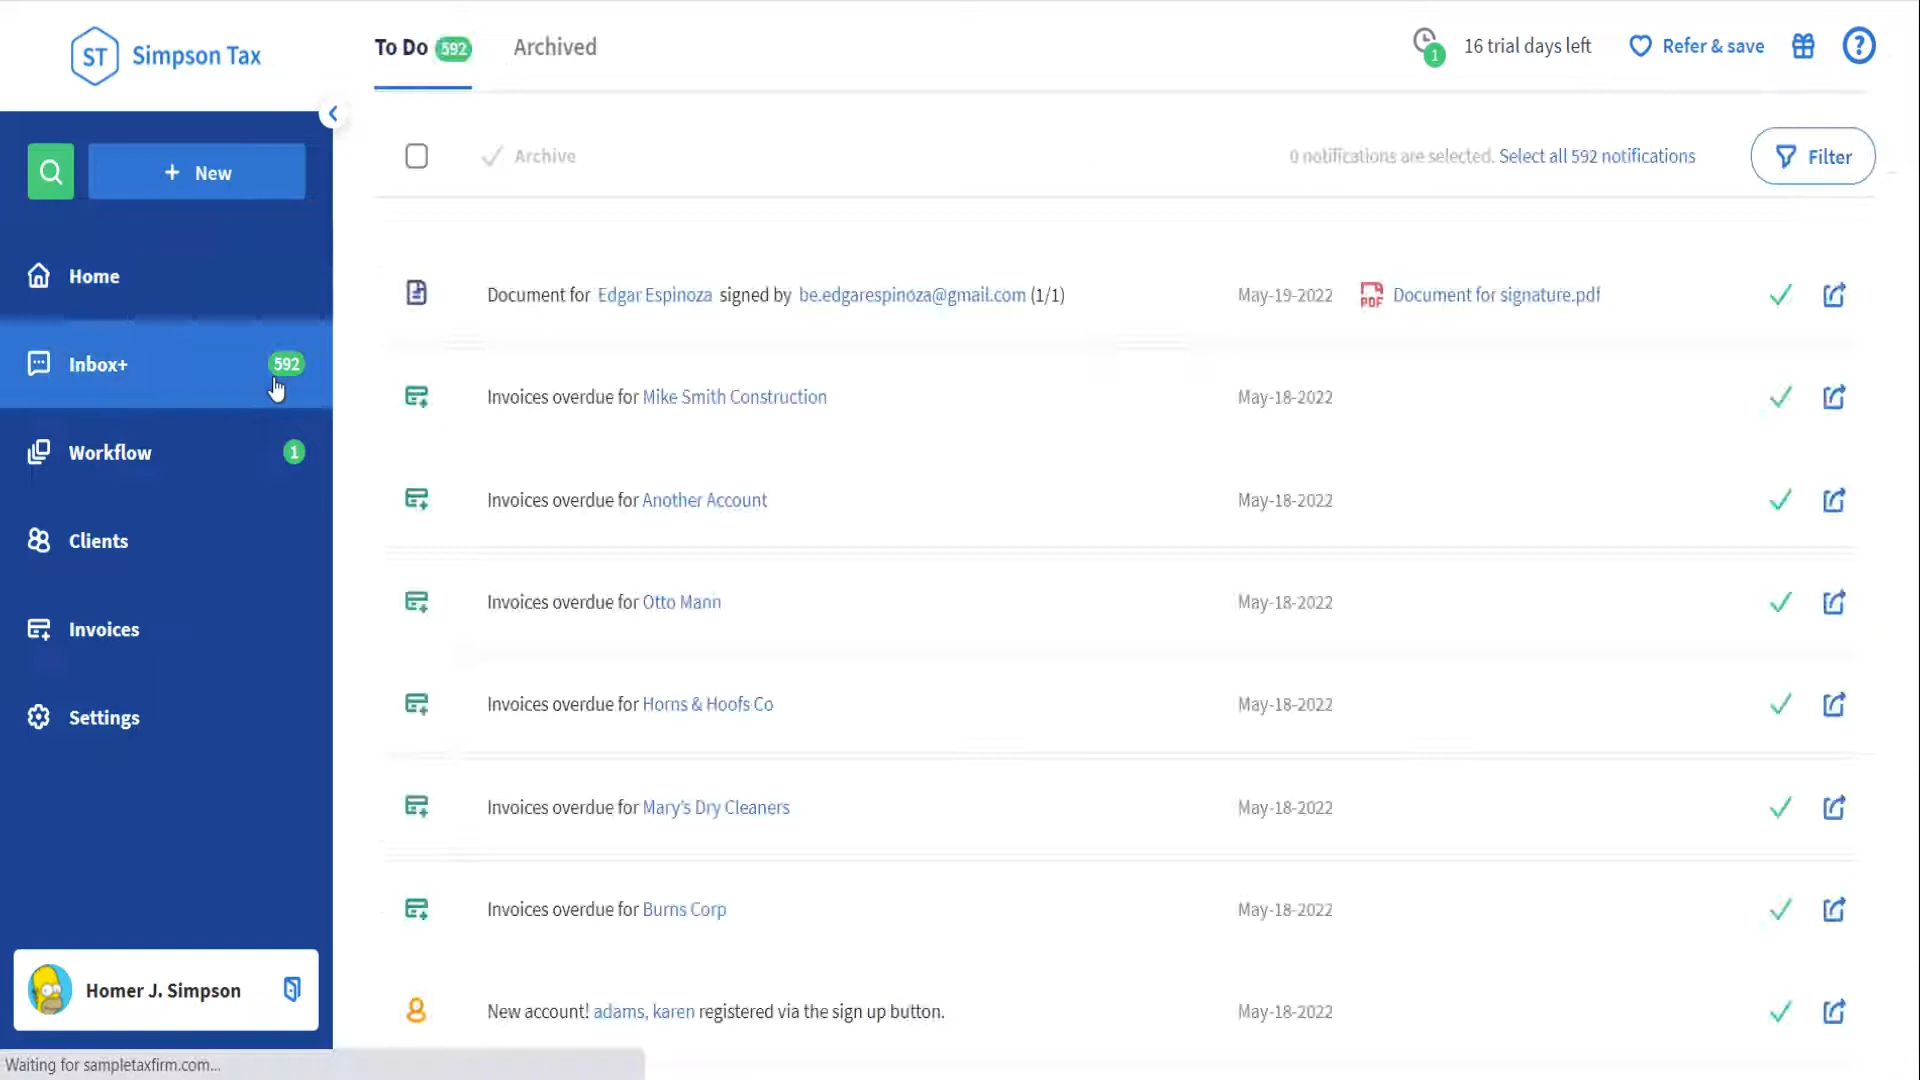 ST Simpson Tax
To Do 592 Archived
1 16 trial days left Refer & save ?
+ New
Archive 0 notifications are selected. Select all 592 notifications Filter
Home
Inbox+ 592
Workflow 1
Clients
Invoices
Settings
Document for Edgar Espinoza signed by be.edgarespinoza@gmail.com (1/1) May-19-2022 PDF Document for signature.pdf
Invoices overdue for Mike Smith Construction May-18-2022
Invoices overdue for Another Account May-18-2022
Invoices overdue for Otto Mann May-18-2022
Invoices overdue for Horns & Hoofs Co May-18-2022
Invoices overdue for Mary's Dry Cleaners May-18-2022
Invoices overdue for Burns Corp May-18-2022
New account! adams, karen registered via the sign up button. May-18-2022
Homer J. Simpson
Waiting for sampletaxfirm.com...